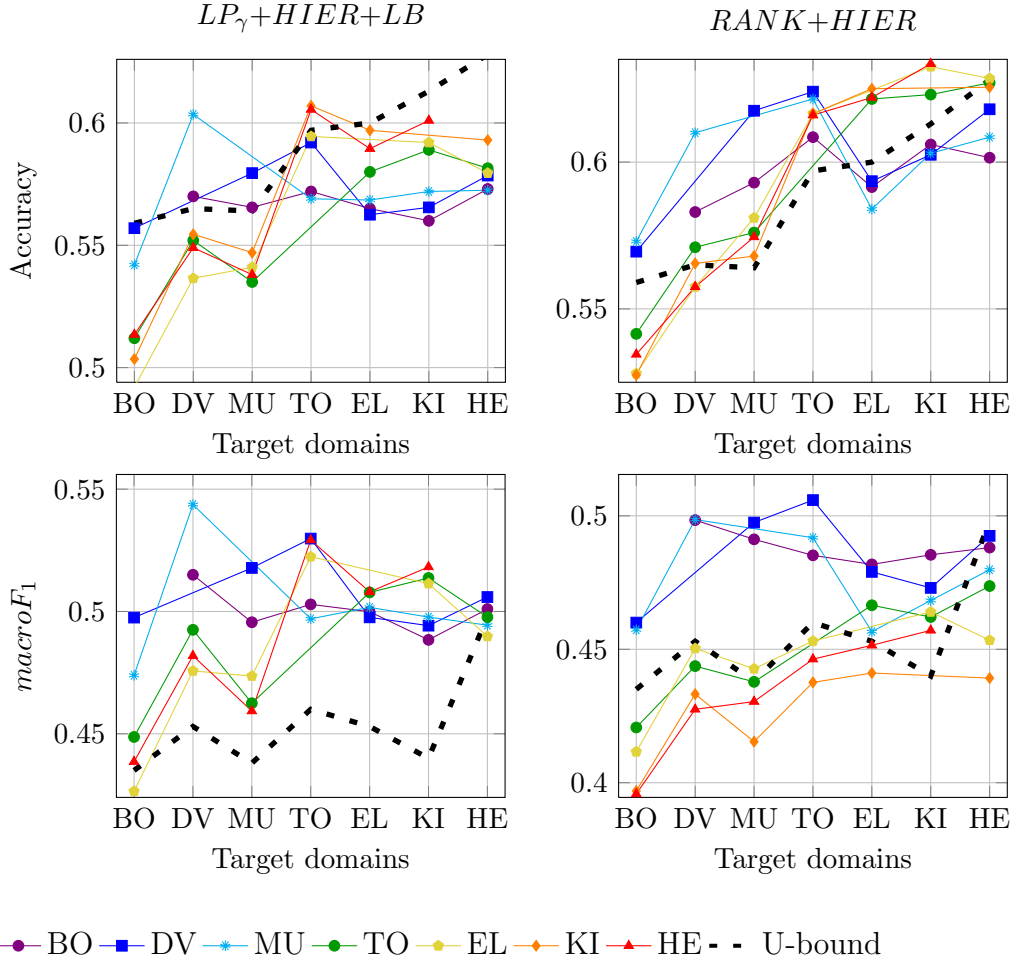 LPγ+HIER+LB
RANK+HIER
Accuracy
0.6
0.55
0.5
BO DV MU TO EL KI HE
Target domains
0.6
0.55
BO DV MU TO EL KI HE
Target domains
macroF1
0.55
0.5
0.45
BO DV MU TO EL KI HE
Target domains
0.5
0.45
0.4
BO DV MU TO EL KI HE
Target domains
BO DV MU TO EL KI HE U-bound